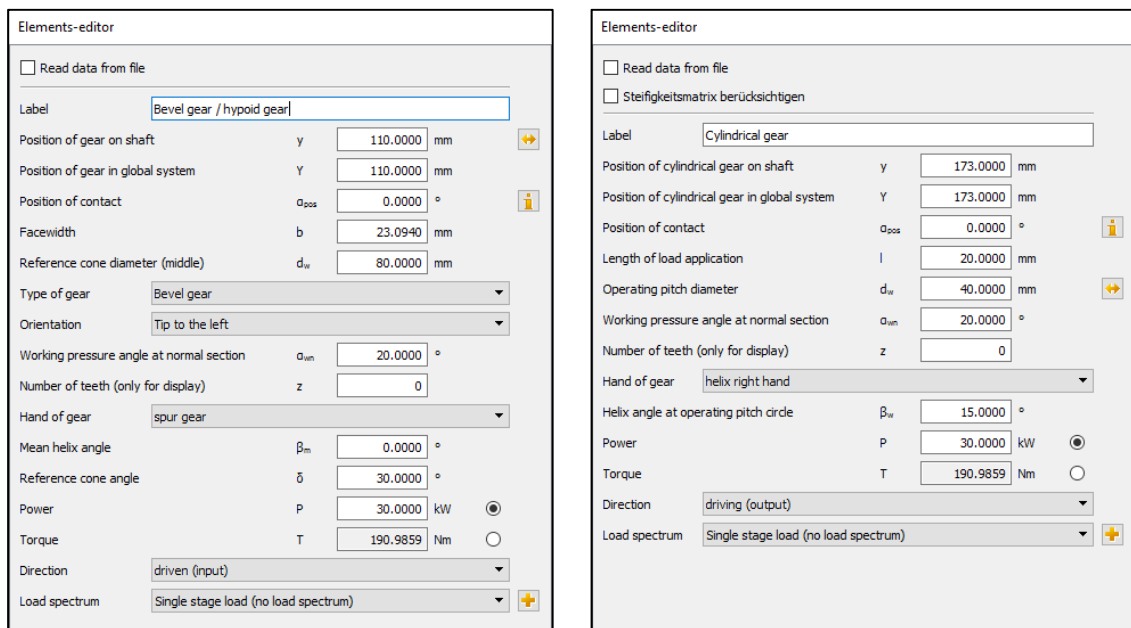 Elements-editor
Read data from file
Label Bevel gear / hypoid gear
Position of gear on shaft y 110.0000 mm
Position of gear in global system Y 110.0000 mm
Position of contact αpos 0.0000 °
Facewidth b 23.0940 mm
Reference cone diameter (middle) dw 80.0000 mm
Type of gear Bevel gear
Orientation Tip to the left
Working pressure angle at normal section αwn 20.0000 °
Number of teeth (only for display) z 0
Hand of gear spur gear
Mean helix angle βm 0.0000 °
Reference cone angle δ 30.0000 °
Power P 30.0000 kW
Torque T 190.9859 Nm
Direction driven (input)
Load spectrum Single stage load (no load spectrum)
Elements-editor
Read data from file
Steifigkeitsmatrix berücksichtigen
Label Cylindrical gear
Position of cylindrical gear on shaft y 173.0000 mm
Position of cylindrical gear in global system Y 173.0000 mm
Position of contact αpos 0.0000 °
Length of load application l 20.0000 mm
Operating pitch diameter dw 40.0000 mm
Working pressure angle at normal section αwn 20.0000 °
Number of teeth (only for display) z 0
Hand of gear helix right hand
Helix angle at operating pitch circle βw 15.0000 °
Power P 30.0000 kW
Torque T 190.9859 Nm
Direction driving (output)
Load spectrum Single stage load (no load spectrum)